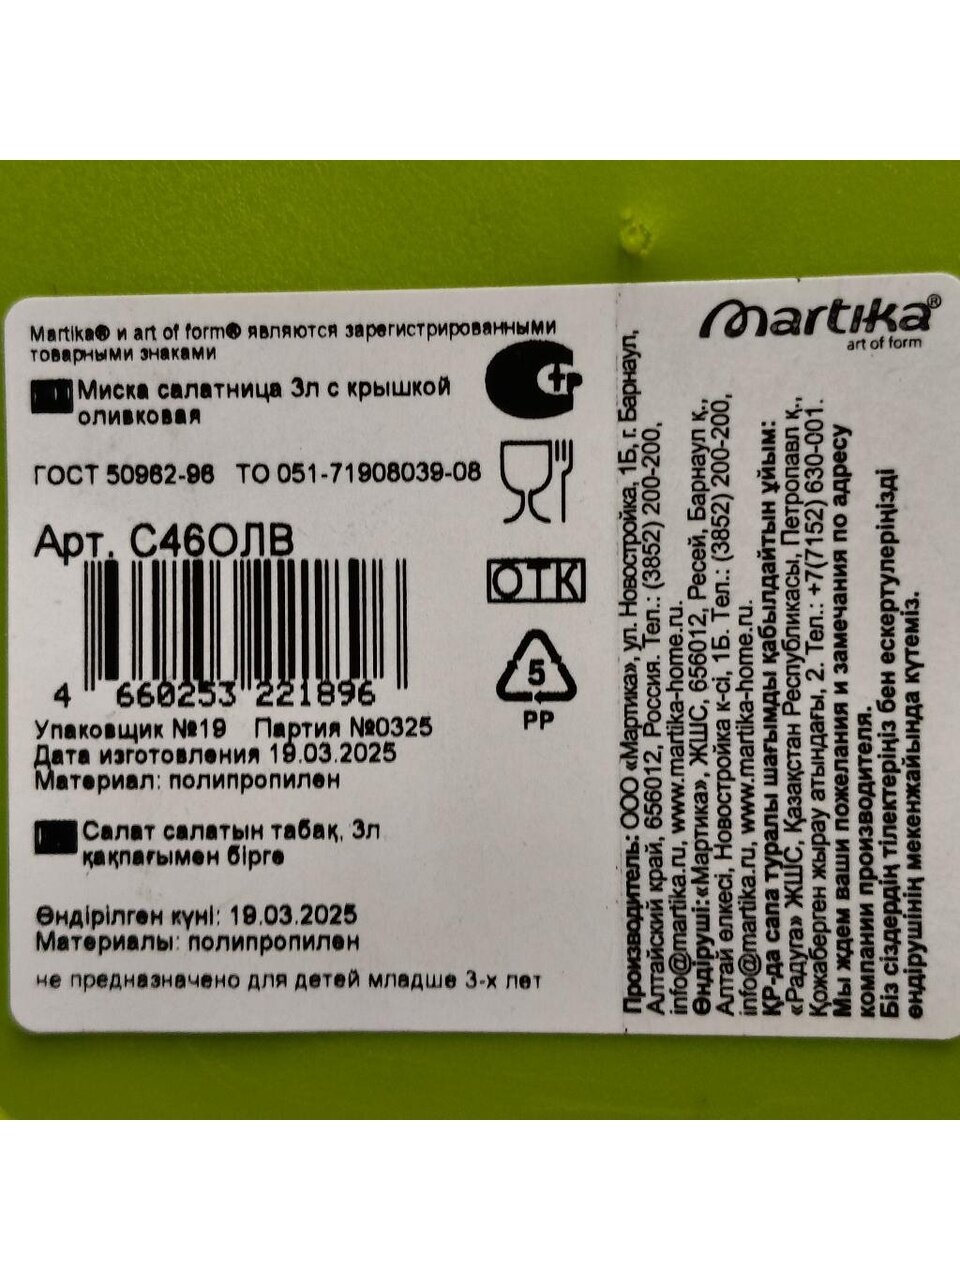 Martika® и art of form® являются зарегистрированными
товарными знаками
Миска салатница 3л с крышкой
оливковая
ГОСТ 50962-96 ТО 051-71908039-08
Арт. С46ОЛВ
4 660253 221896
Упаковщик №19 Партия №0325
Дата изготовления 19.03.2025
Материал: полипропилен
Салат салатын табақ, 3л
қақпағымен бірге
Өндірілген күні: 19.03.2025
Материалы: полипропилен
не предназначено для детей младше 3-х лет
ОТК
5
PP
Martika®
art of form
Производитель: ООО «Мартика», ул. Новостройка, 1Б, г. Барнаул,
Алтайский край, 656012, Россия. Тел.: (3852) 200-200,
info@martika.ru, www.martika-home.ru.
Өндіруші:«Мартика», ЖШС, 656012, Ресей, Барнаул қ.,
Алтай өлкесі, Новостройка к-сі, 1Б. Тел.: (3852) 200-200,
info@martika.ru, www.martika-home.ru.
ҚР-да сапа туралы шағымды қабылдайтын ұйым:
«Радуга» ЖШС, Қазақстан Республикасы, Петропавл қ.,
Қожаберген жырау атындағы, 2. Тел.: +7(7152) 630-001.
Мы ждем ваши пожелания и замечания по адресу
компании производителя.
Біз сіздердің тілектеріңіз бен ескертулеріңізді
өндірушінің мекенжайында күтеміз.